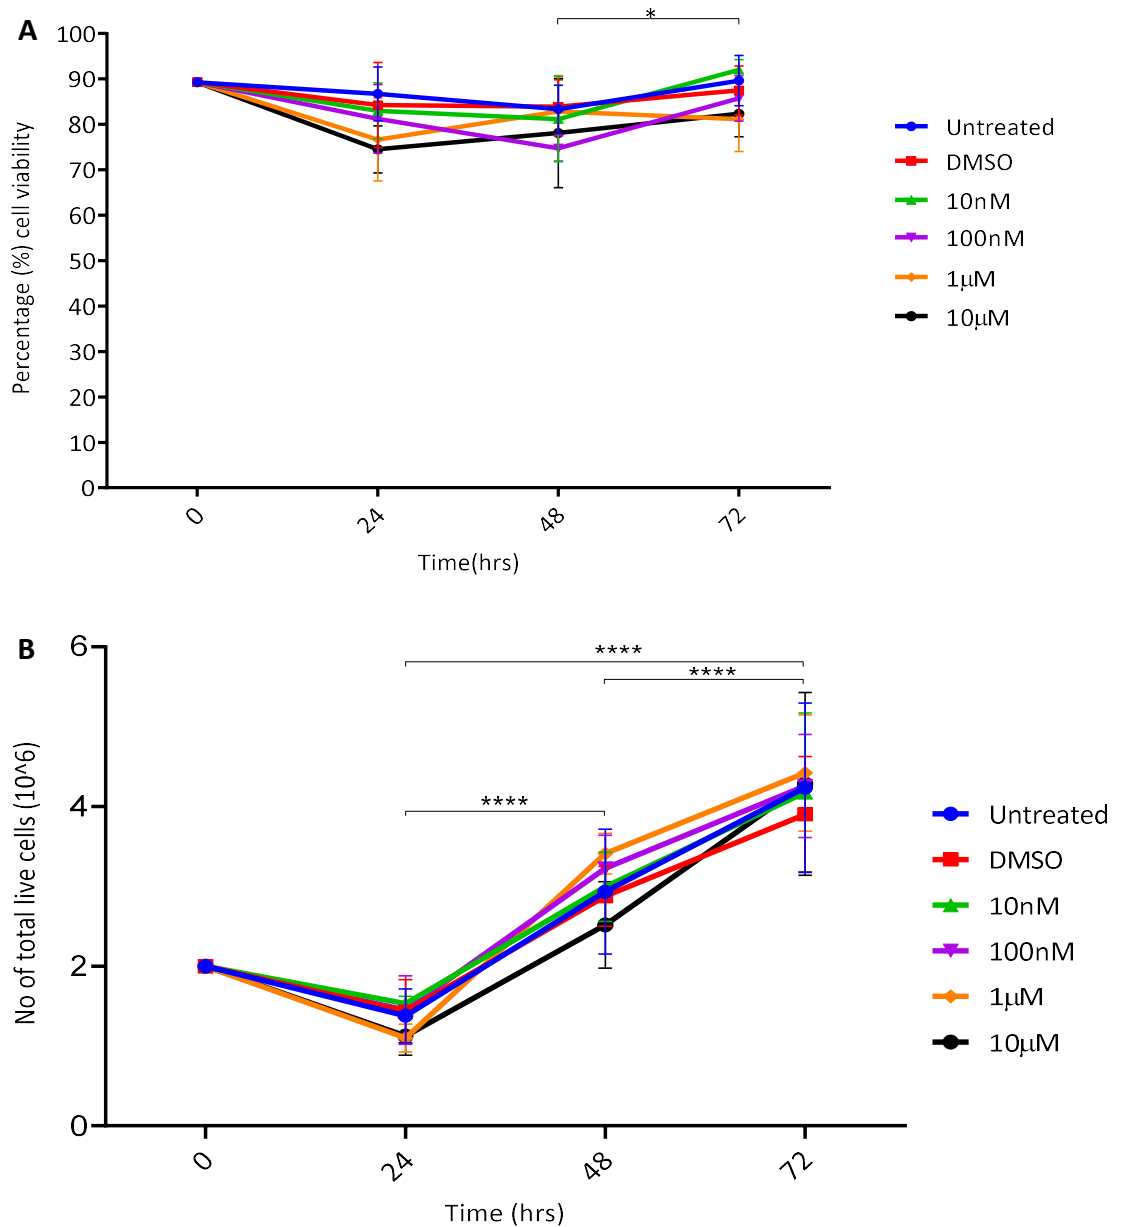 A
*
100
90
80
70
60
50
40
30
20
10
0
Percentage (%) cell viability
0
24
48
72
Time(hrs)
Untreated
DMSO
10nM
100nM
1μM
10μM
B
****
****
****
6
4
2
0
No of total live cells (10^6)
0
24
48
72
Time (hrs)
Untreated
DMSO
10nM
100nM
1μM
10μM